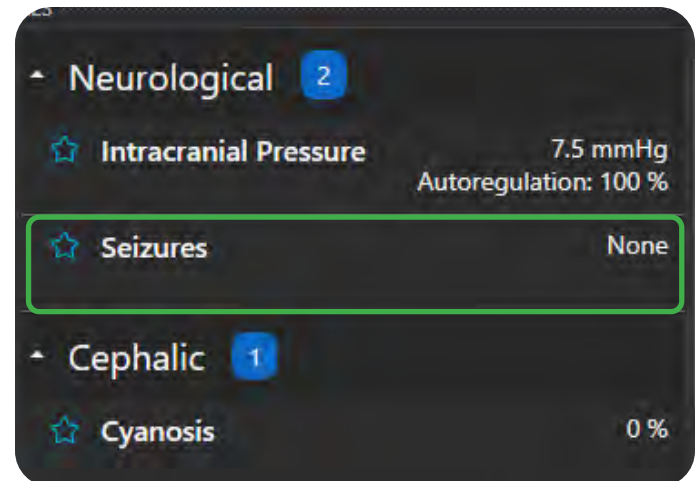 Neurological 2
Intracranial Pressure 7.5 mmHg
Autoregulation: 100 %
Seizures None
Cephalic 1
Cyanosis 0 %